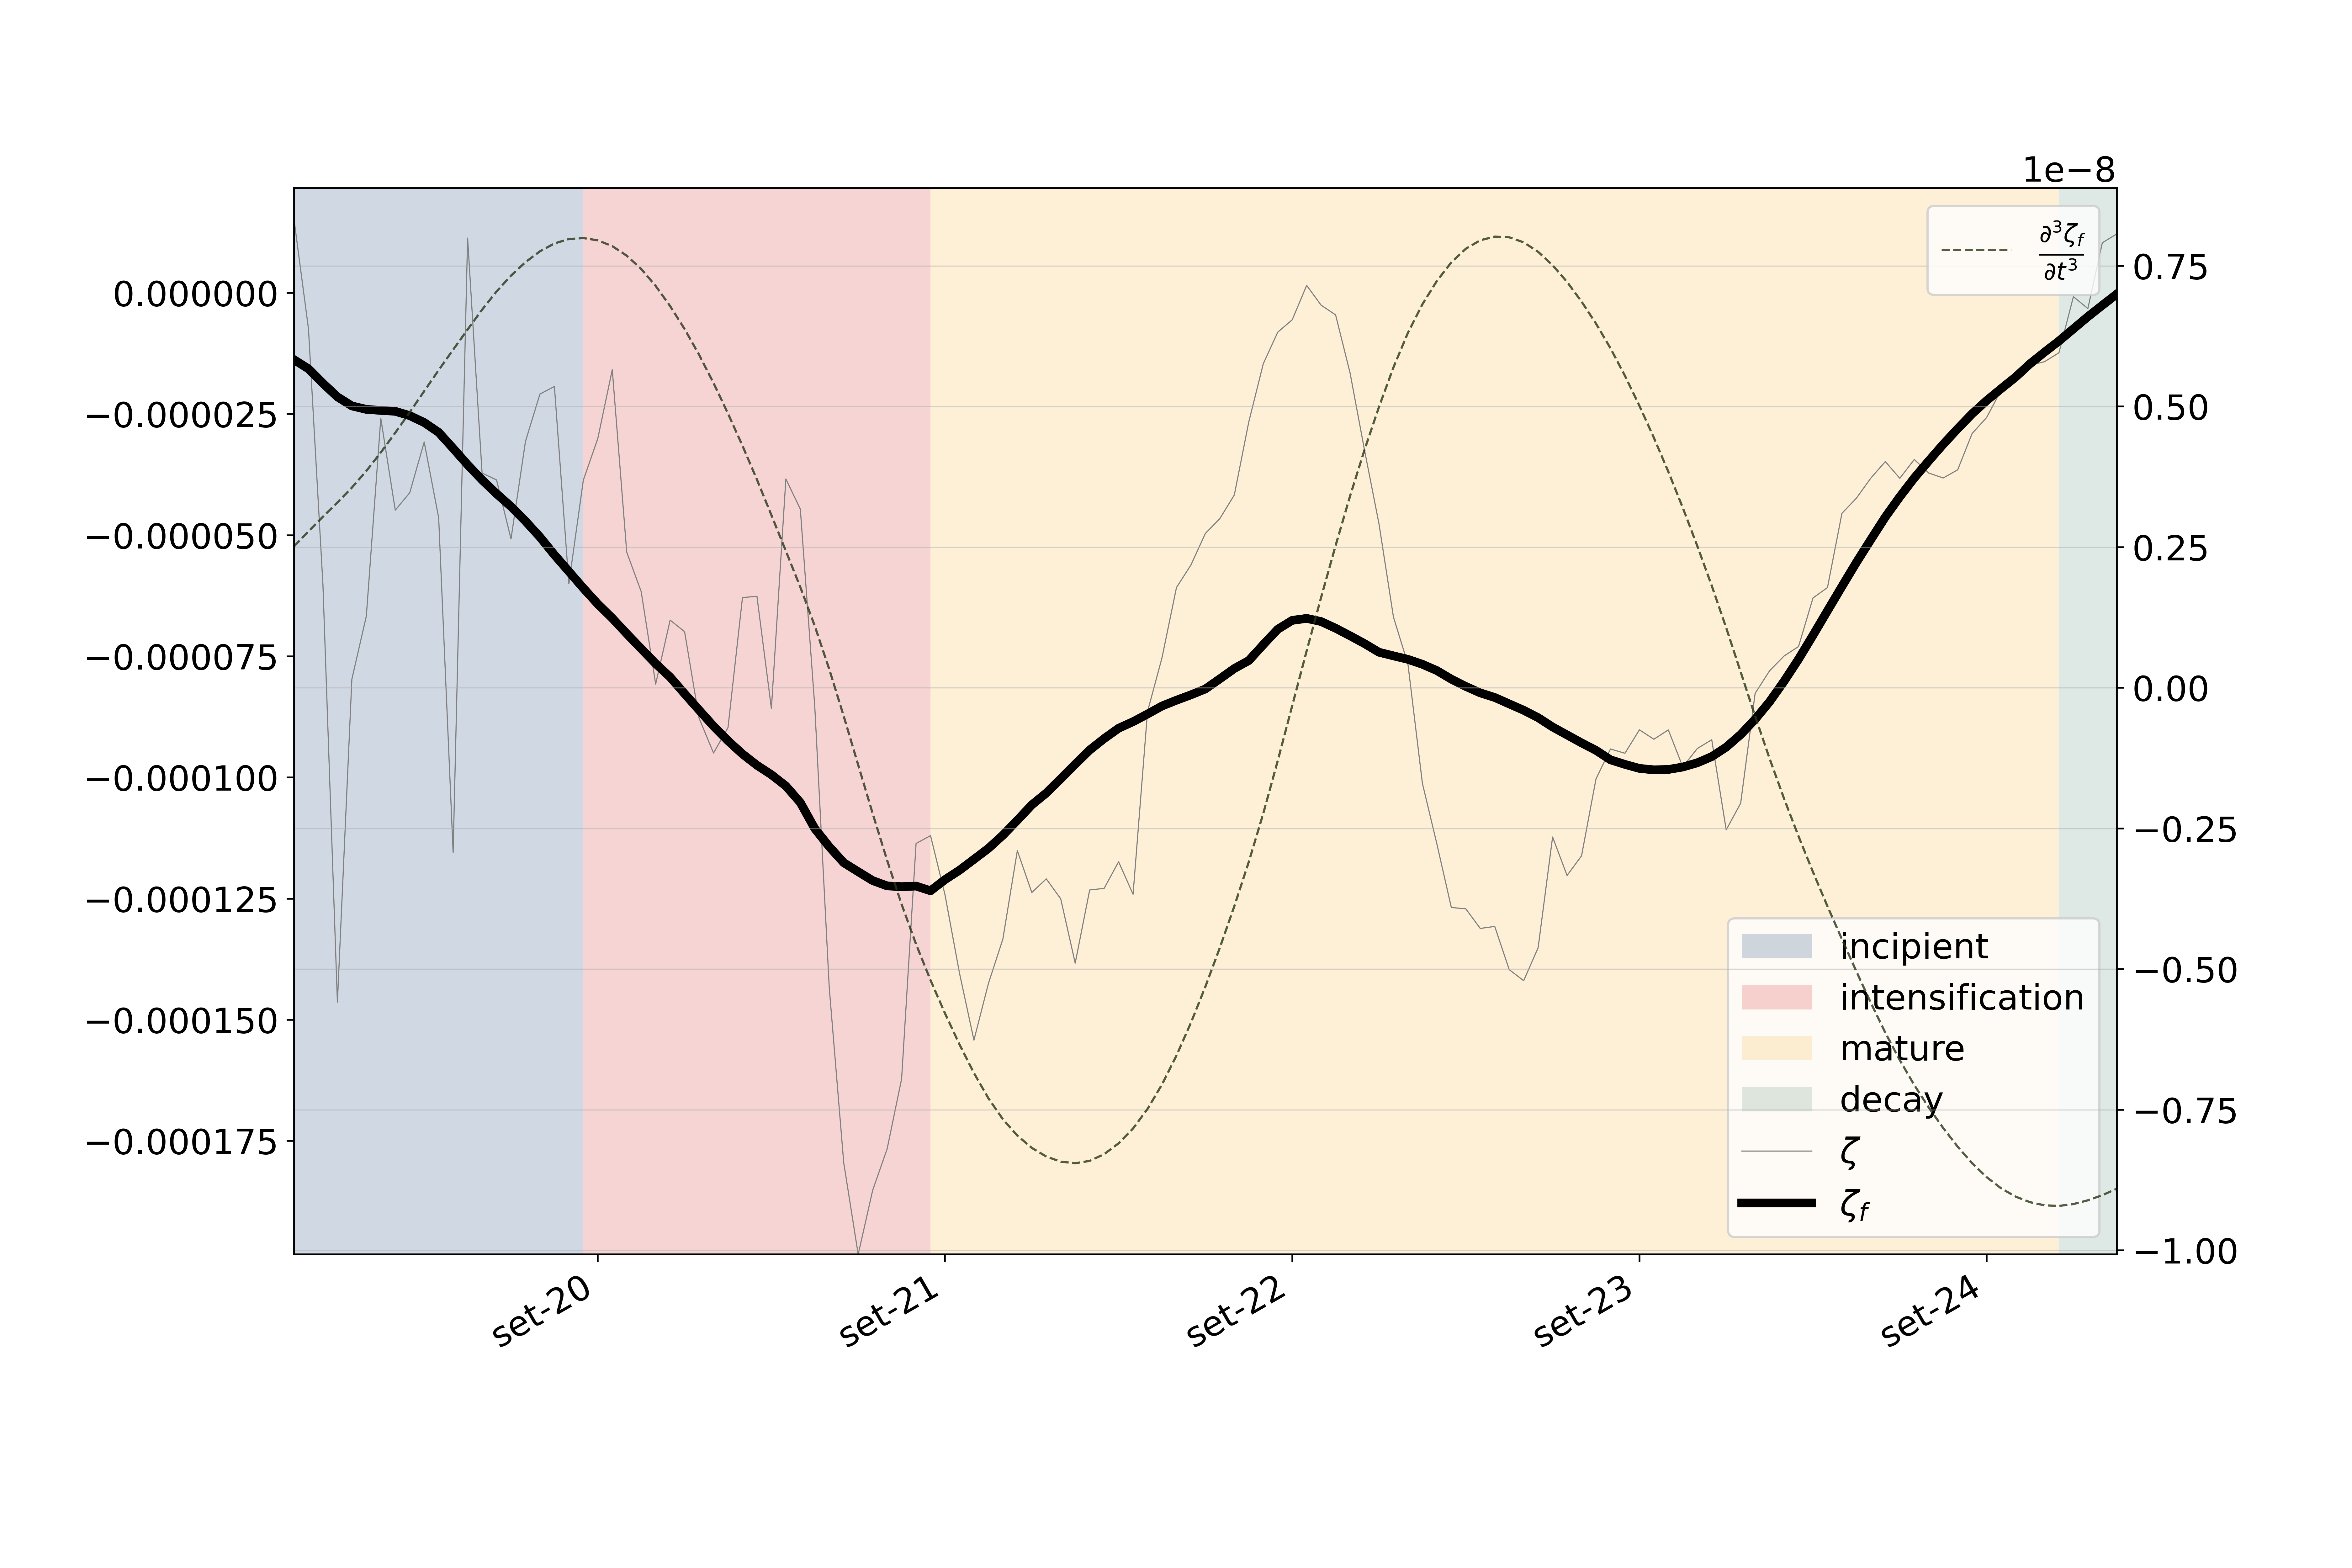 1e−8
∂³ζf
∂t³
0.000000
−0.000025
−0.000050
−0.000075
−0.000100
−0.000125
−0.000150
−0.000175
0.75
0.50
0.25
0.00
−0.25
−0.50
−0.75
−1.00
incipient
intensification
mature
decay
ζ
ζf
set-20
set-21
set-22
set-23
set-24